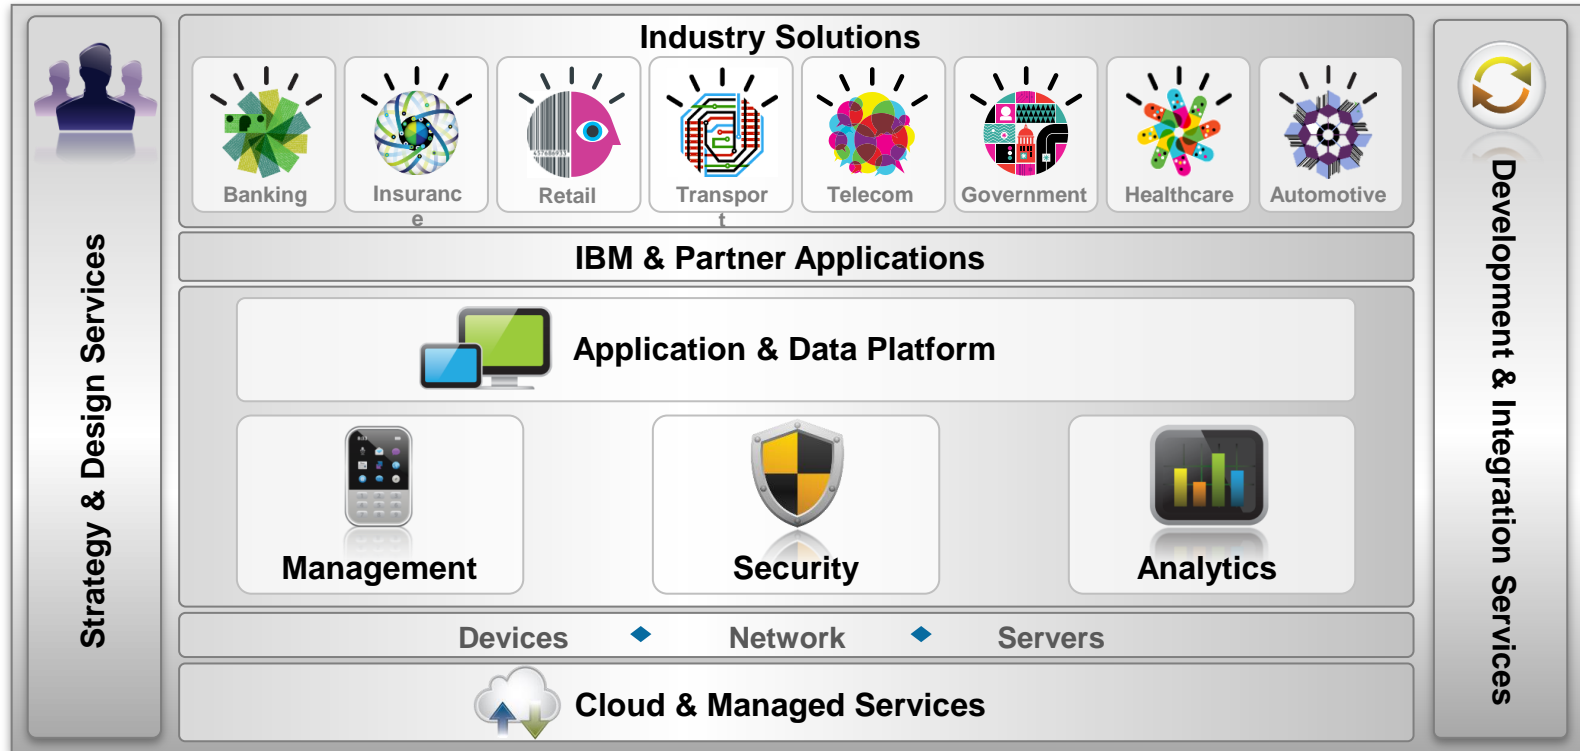 Industry Solutions
Banking
Insuranc
e
Retail
Transpor
t
Telecom
Government
Healthcare
Automotive
IBM & Partner Applications
Application & Data Platform
Management
Security
Analytics
Devices
Network
Servers
Cloud & Managed Services
Strategy & Design Services
Development & Integration Services